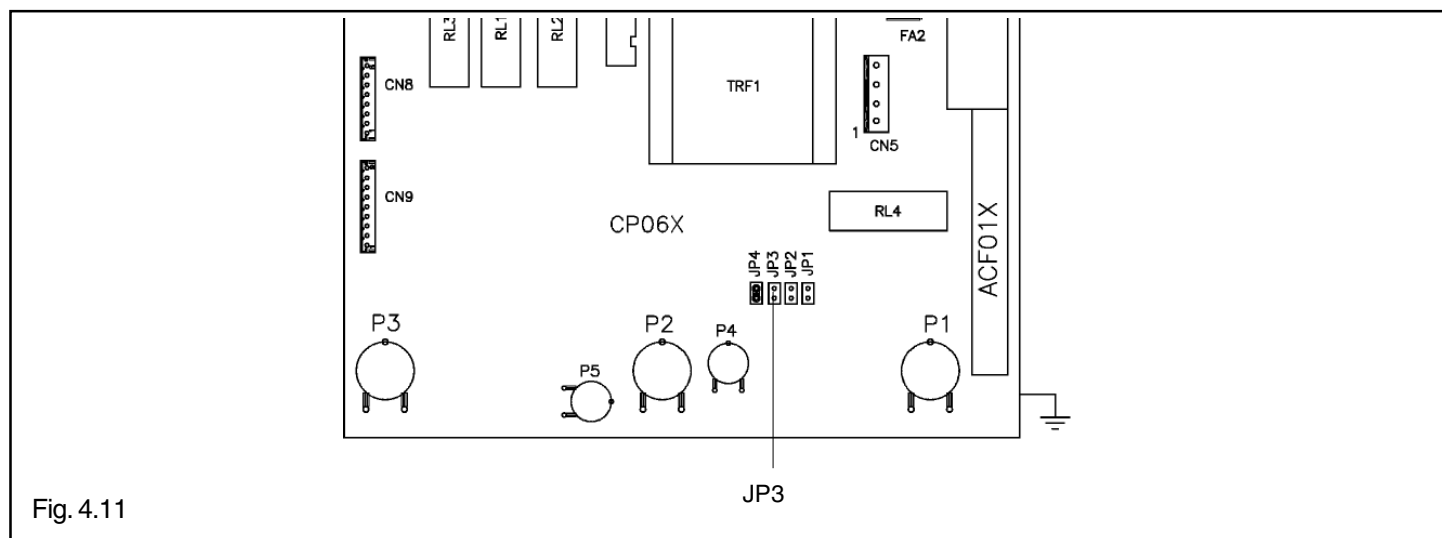 RL3
RL1
RL2
FA2
CN8
TRF1
1
CN5
CN9
CP06X
RL4
ACF01X
JP4
JP3
JP2
JP1
P3
P2
P4
P1
P5
JP3
Fig. 4.11